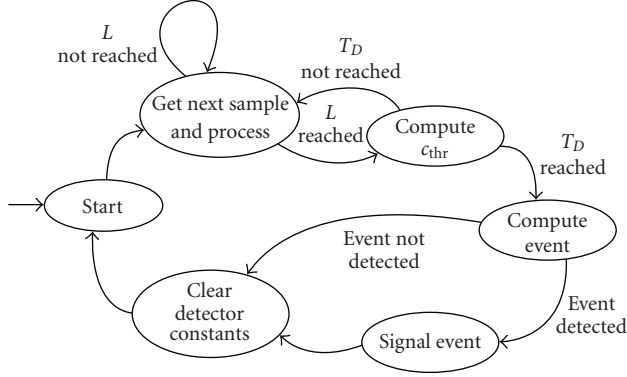 L
not reached
T_D
not reached
Get next sample
and process
L
reached
Compute
c_thr
T_D
reached
Start
Compute
event
Event not
detected
Clear
detector
constants
Signal event
Event
detected